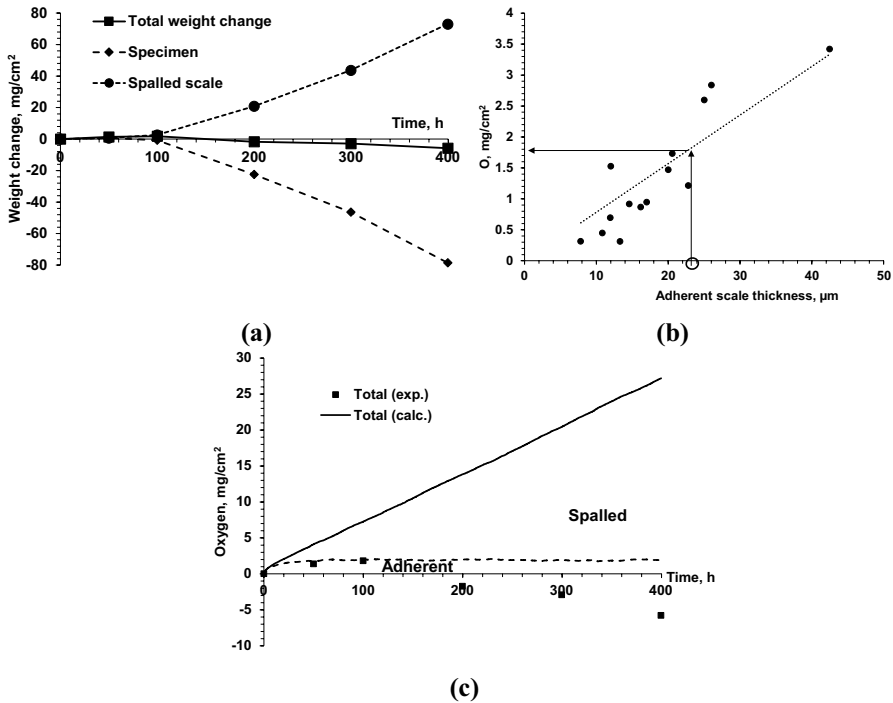 80
60
40
20
0
-20
-40
-60
-80
Weight change, mg/cm²
Total weight change
Specimen
Spalled scale
Time, h
0
100
200
300
400
(a)
4
3.5
3
2.5
2
1.5
1
0.5
0
O, mg/cm²
0
10
20
30
40
50
Adherent scale thickness, µm
(b)
30
25
20
15
10
5
0
-5
-10
Oxygen, mg/cm²
Total (exp.)
Total (calc.)
Spalled
Adherent
Time, h
0
100
200
300
400
(c)